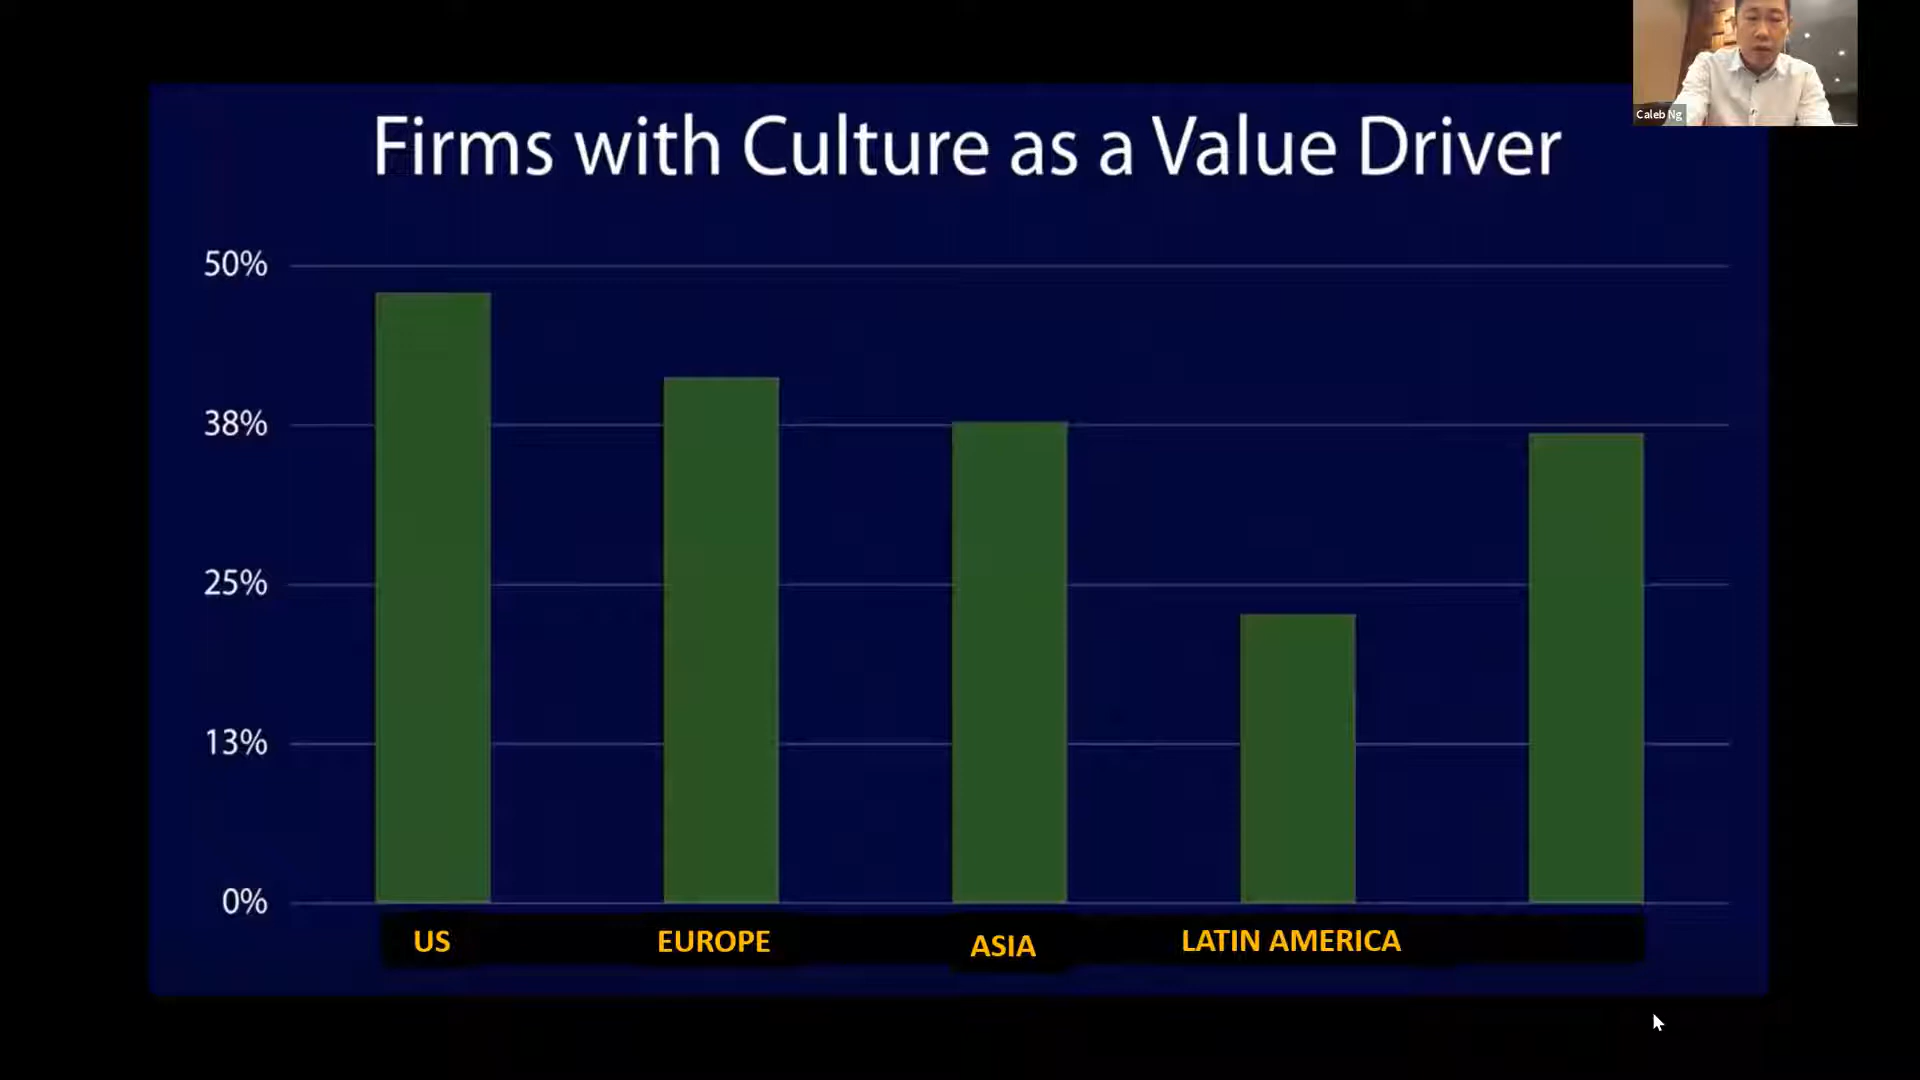 Caleb Ng
Firms with Culture as a Value Driver
50%
38%
25%
13%
0%
US
EUROPE
ASIA
LATIN AMERICA